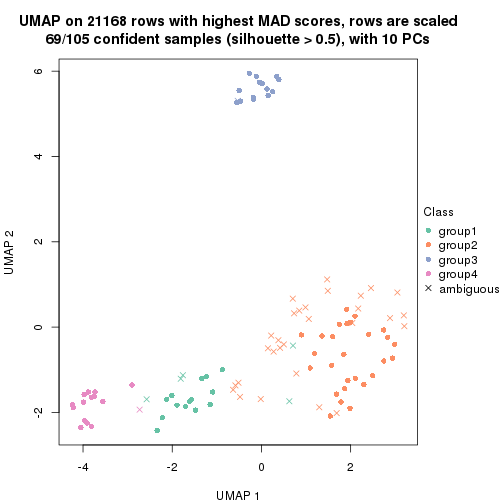 UMAP on 21168 rows with highest MAD scores, rows are scaled
69/105 confident samples (silhouette > 0.5), with 10 PCs
6
4
2
0
-2
UMAP 2
-4
-2
0
2
UMAP 1
Class
group1
group2
group3
group4
ambiguous